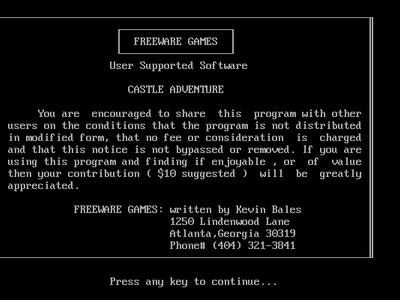 FREEWARE GAMES
User Supported Software
CASTLE ADVENTURE
You are encouraged to share this program with other
users on the conditions that the program is not distributed
in modified form, that no fee or consideration is charged
and that this notice is not bypassed or removed. If you are
using this program and finding if enjoyable , or of value
then your contribution ( $10 suggested ) will be greatly
appreciated.
FREEWARE GAMES: written by Kevin Bales
1250 Lindenwood Lane
Atlanta,Georgia 30319
Phone# (404) 321-3841
Press any key to continue...